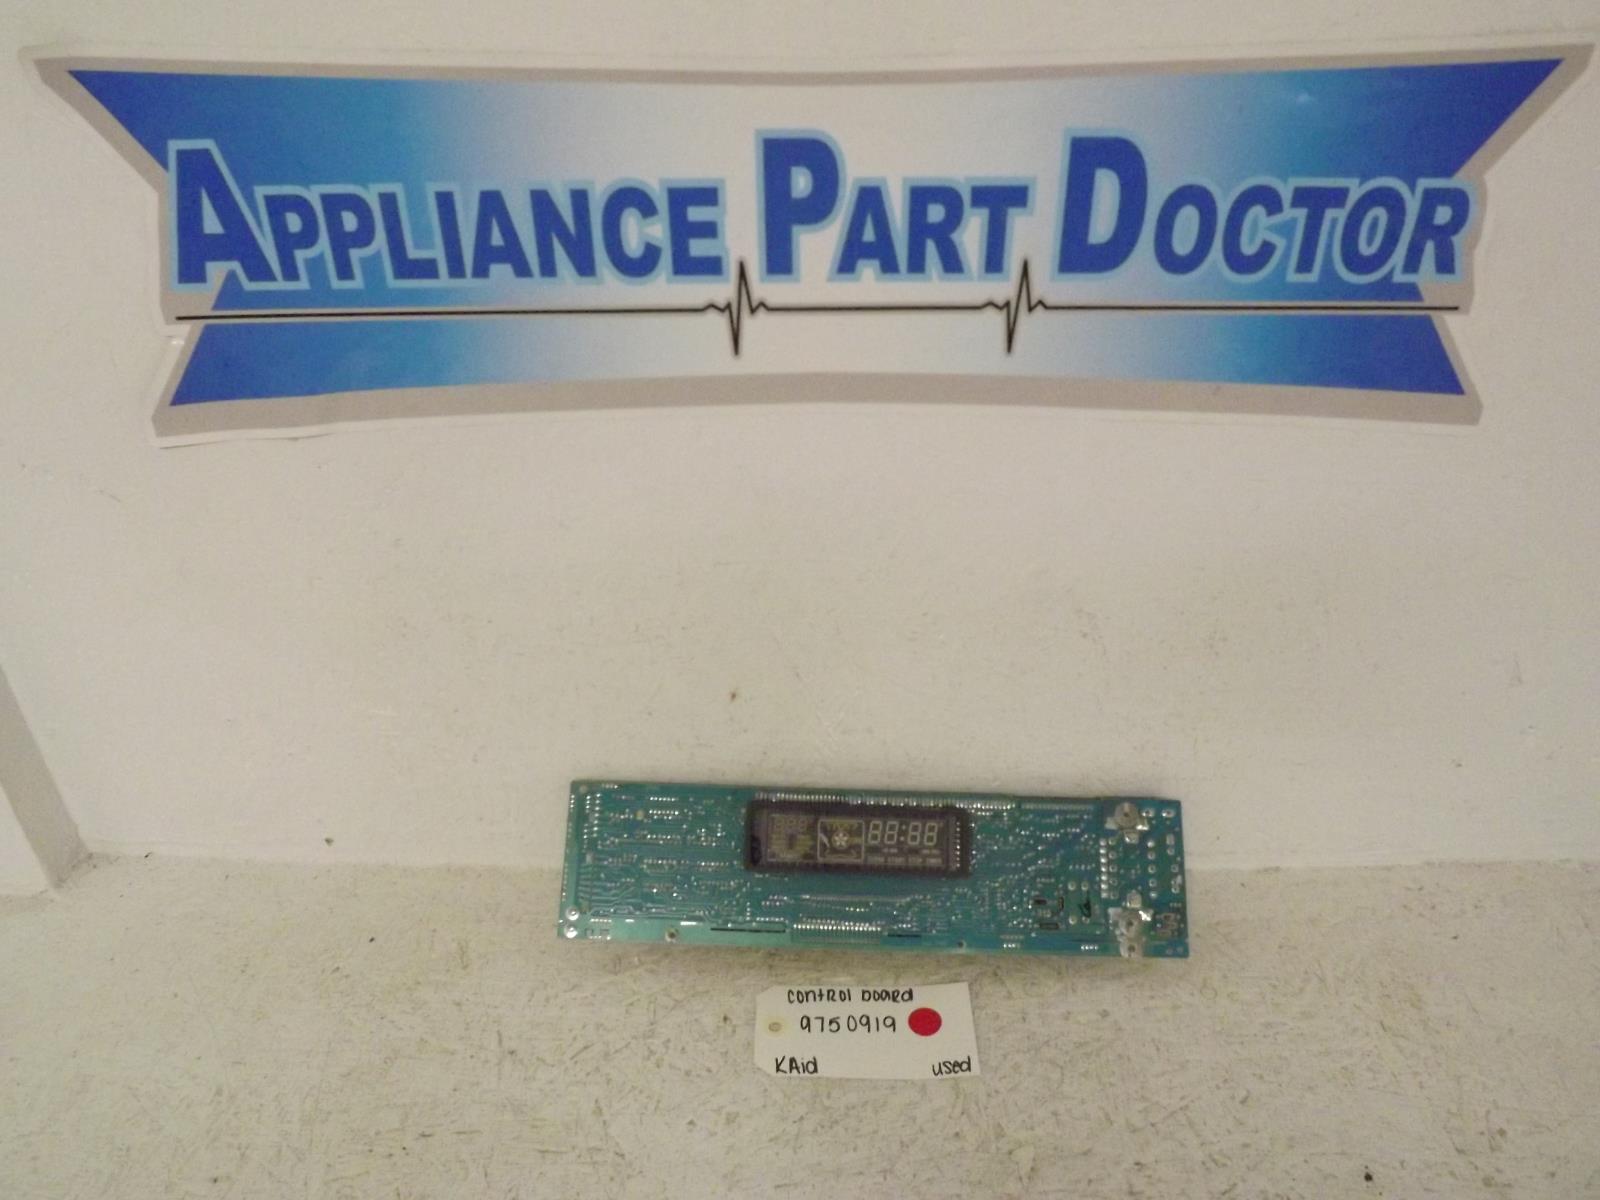 APPLIANCE PART DOCTOR
88:88
CONTROL BOARD
9750919
KAid
used